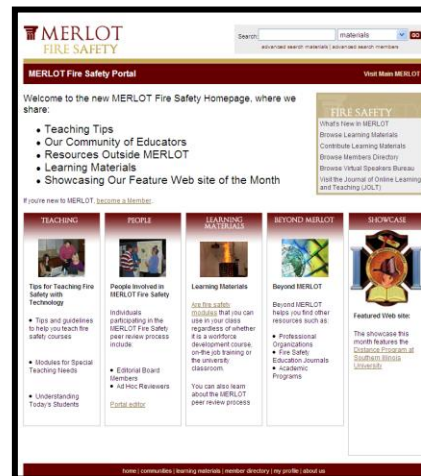 MERLOT
FIRE SAFETY
Search:
materials
GO
advanced search materials | advanced search members
MERLOT Fire Safety Portal
Visit Main MERLOT
Welcome to the new MERLOT Fire Safety Homepage, where we
share:
• Teaching Tips
• Our Community of Educators
• Resources Outside MERLOT
• Learning Materials
• Showcasing Our Feature Web site of the Month
If you're new to MERLOT, become a Member.
FIRE SAFETY
What's New in MERLOT
Browse Learning Materials
Contribute Learning Materials
Browse Members Directory
Browse Virtual Speakers Bureau
Visit the Journal of Online Learning
and Teaching (JOLT)
TEACHING
Tips for Teaching Fire
Safety with
Technology
• Tips and guidelines
to help you teach fire
safety courses
• Modules for Special
Teaching Needs
• Understanding
Today's Students
PEOPLE
People Involved in
MERLOT Fire Safety
Individuals
participating in the
MERLOT Fire Safety
peer review process
include:
• Editorial Board
Members
• Ad Hoc Reviewers
Portal editor
LEARNING
MATERIALS
Learning Materials
Are fire safety
modules that you can
use in your class
regardless of whether
it is a workforce
development course,
on-the job training or
the university
classroom.
You can also learn
about the MERLOT
peer review process
BEYOND MERLOT
Beyond MERLOT
Beyond MERLOT
helps you find other
resources such as:
• Professional
Organizations
• Fire Safety
Education Journals
• Academic
Programs
SHOWCASE
Featured Web site:
The showcase this
month features the
Distance Program at
Southern Illinois
University
home | communities | learning materials | member directory | my profile | about us